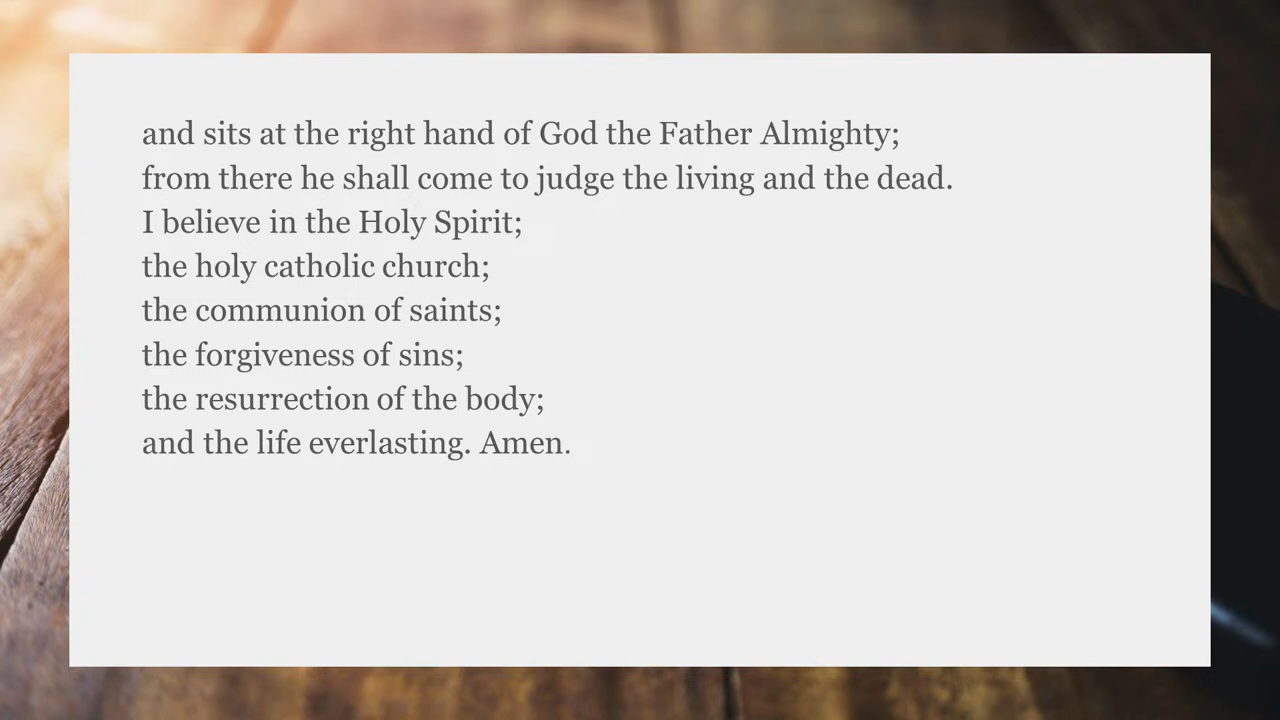 and sits at the right hand of God the Father Almighty;
from there he shall come to judge the living and the dead.
I believe in the Holy Spirit;
the holy catholic church;
the communion of saints;
the forgiveness of sins;
the resurrection of the body;
and the life everlasting. Amen.